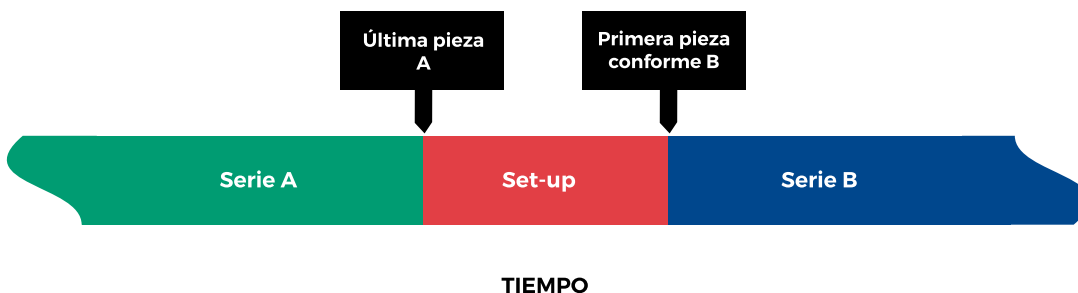 Última pieza
A
Primera pieza
conforme B
Serie A
Set-up
Serie B
TIEMPO